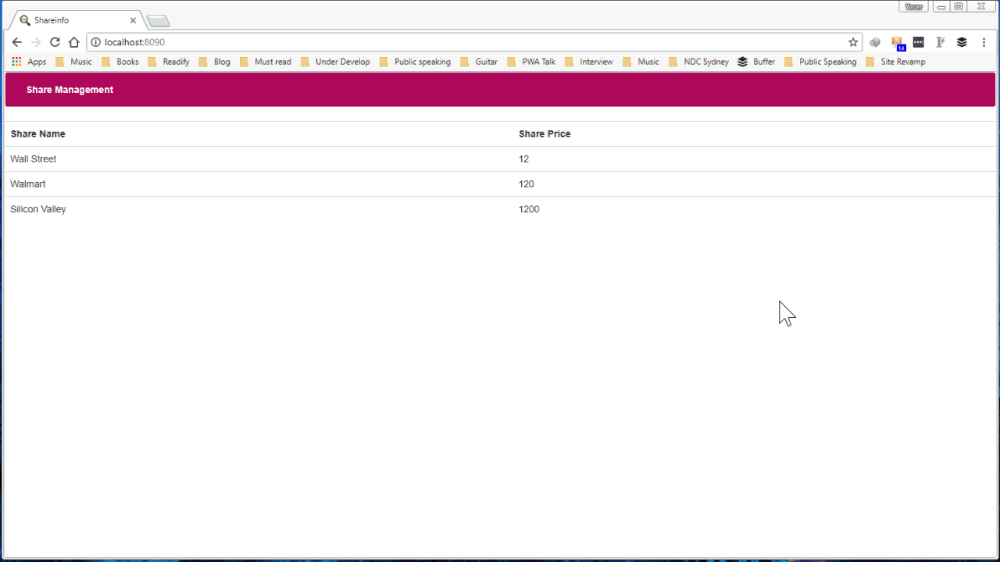 Yaser
Shareinfo
localhost:8090
14
Apps Music Books Readify Blog Must read Under Develop Public speaking Guitar PWA Talk Interview Music NDC Sydney Buffer Public Speaking Site Revamp
Share Management
Share Name Share Price
Wall Street 12
Walmart 120
Silicon Valley 1200